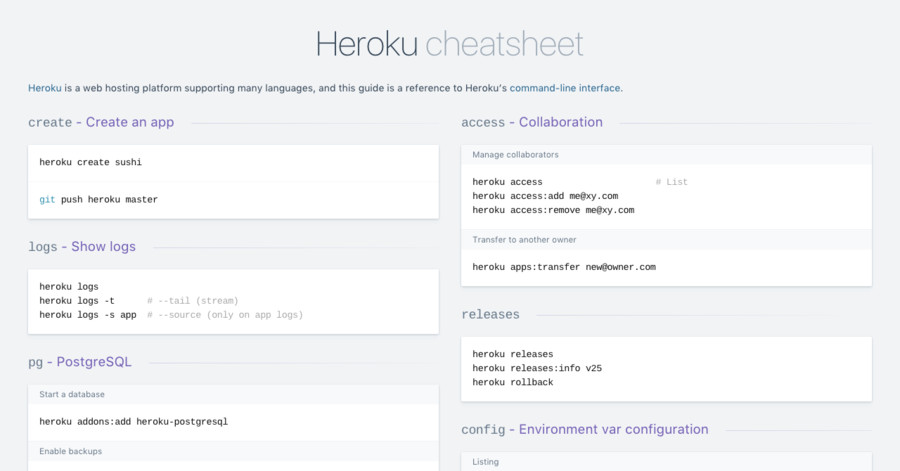 Heroku cheatsheet
Heroku is a web hosting platform supporting many languages, and this guide is a reference to Heroku's command-line interface.
create - Create an app
heroku create sushi
git push heroku master
logs - Show logs
heroku logs
heroku logs -t # --tail (stream)
heroku logs -s app # --source (only on app logs)
pg - PostgreSQL
Start a database
heroku addons:add heroku-postgresql
Enable backups
access - Collaboration
Manage collaborators
heroku access # List
heroku access:add me@xy.com
heroku access:remove me@xy.com
Transfer to another owner
heroku apps:transfer new@owner.com
releases
heroku releases
heroku releases:info v25
heroku rollback
config - Environment var configuration
Listing